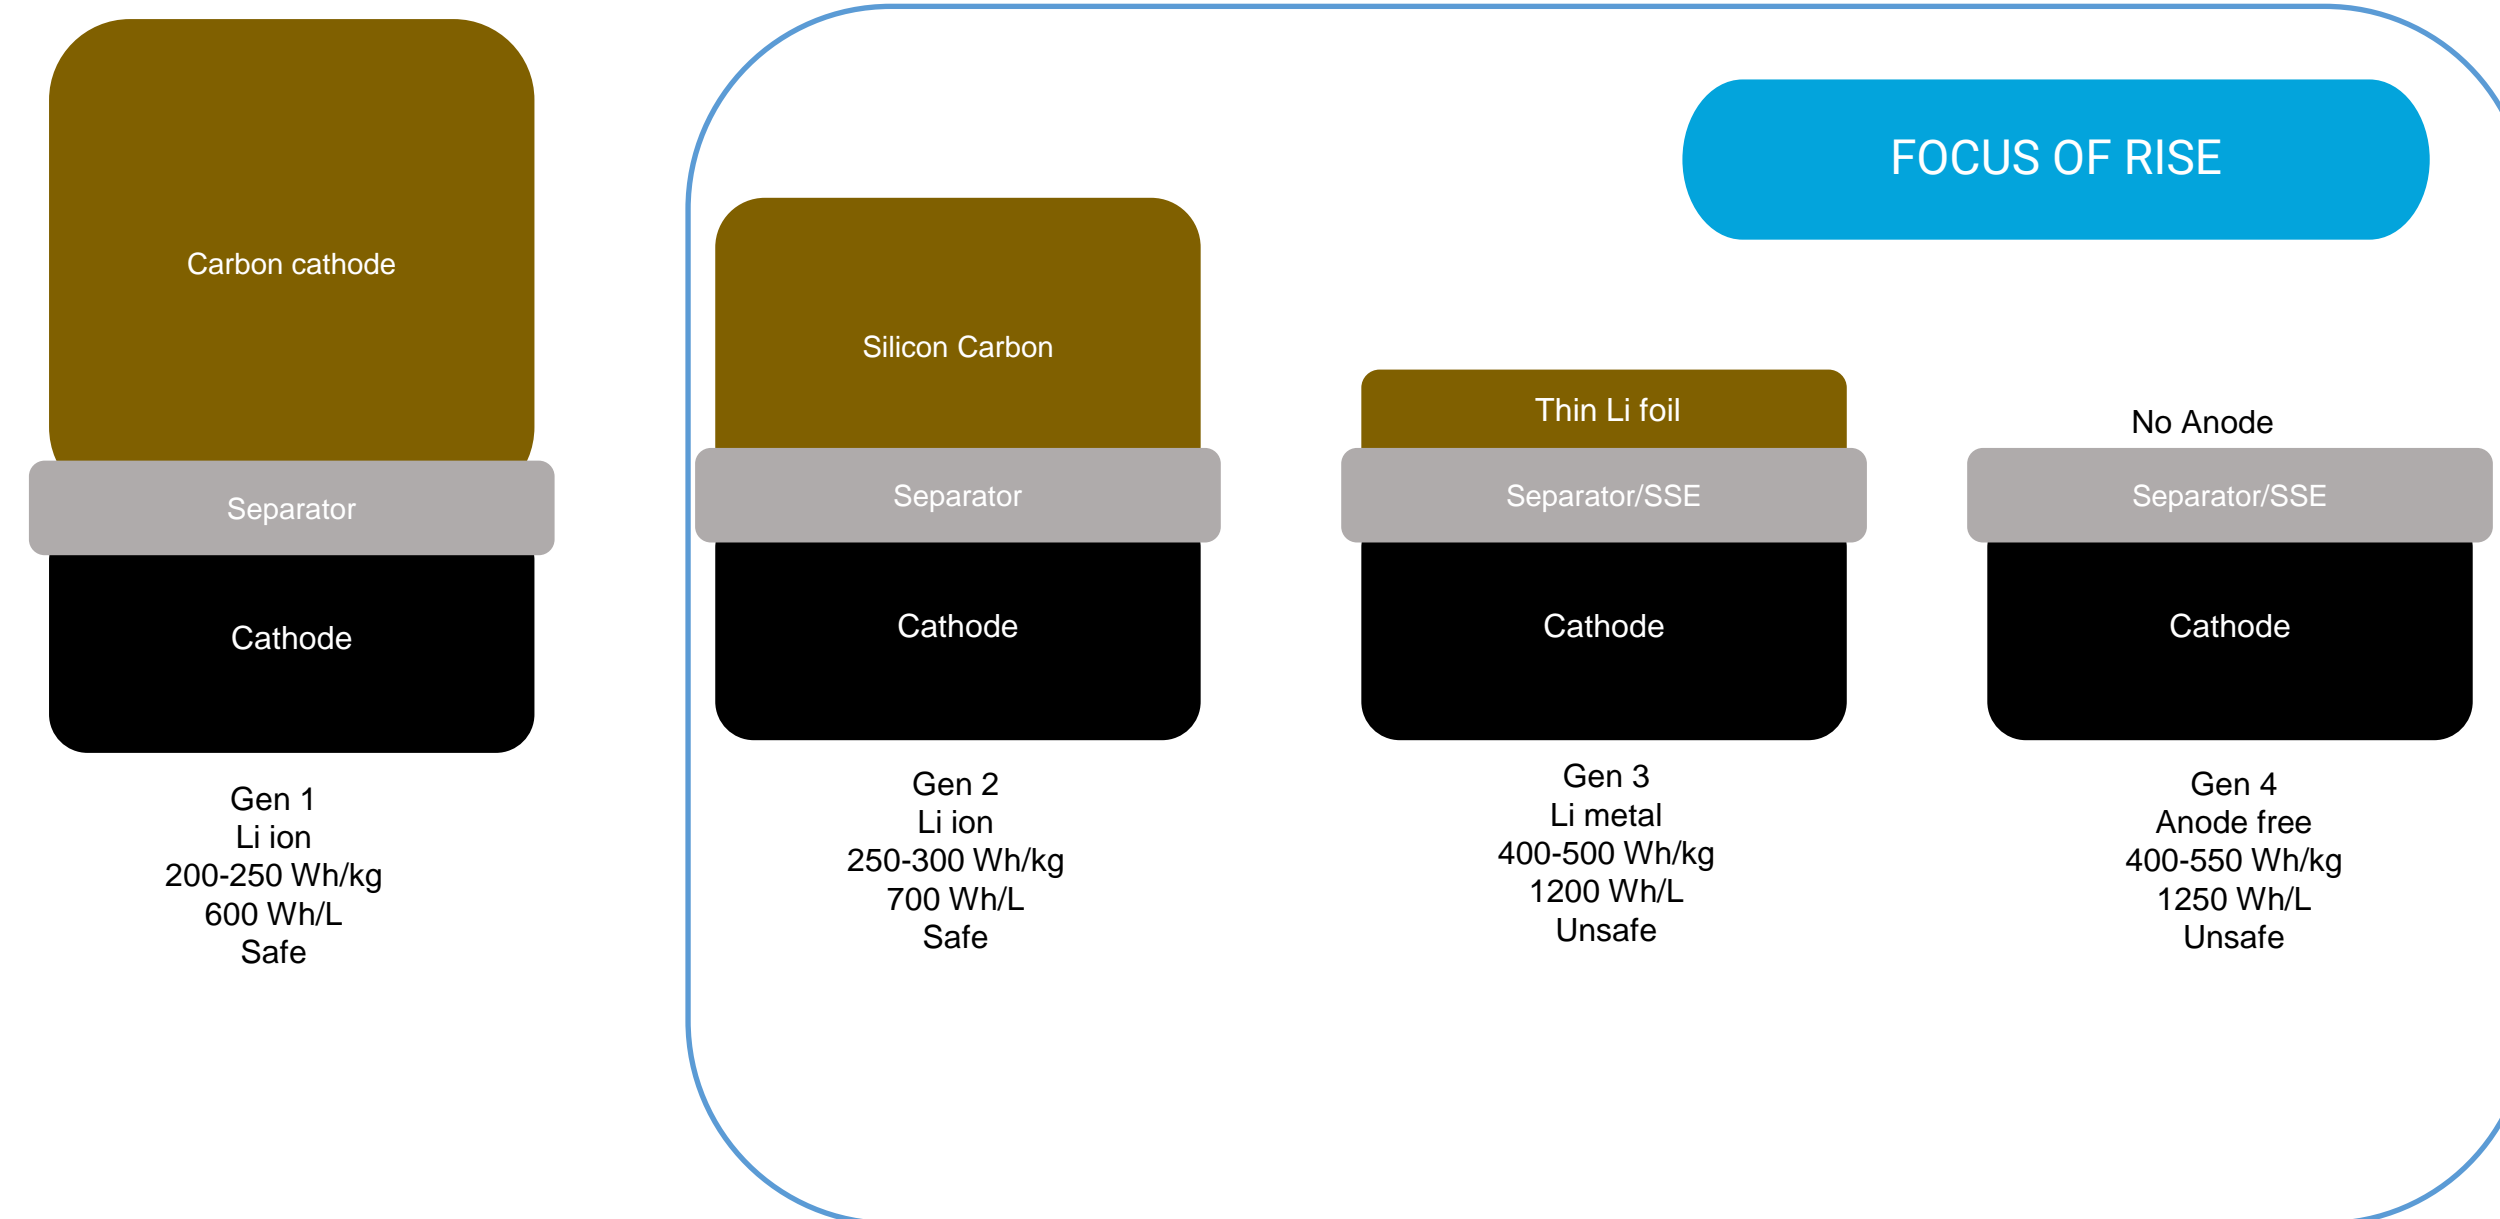 FOCUS OF RISE
Carbon cathode
Separator
Cathode
Gen 1
Li ion
200-250 Wh/kg
600 Wh/L
Safe
Silicon Carbon
Separator
Cathode
Gen 2
Li ion
250-300 Wh/kg
700 Wh/L
Safe
Thin Li foil
Separator/SSE
Cathode
Gen 3
Li metal
400-500 Wh/kg
1200 Wh/L
Unsafe
No Anode
Separator/SSE
Cathode
Gen 4
Anode free
400-550 Wh/kg
1250 Wh/L
Unsafe